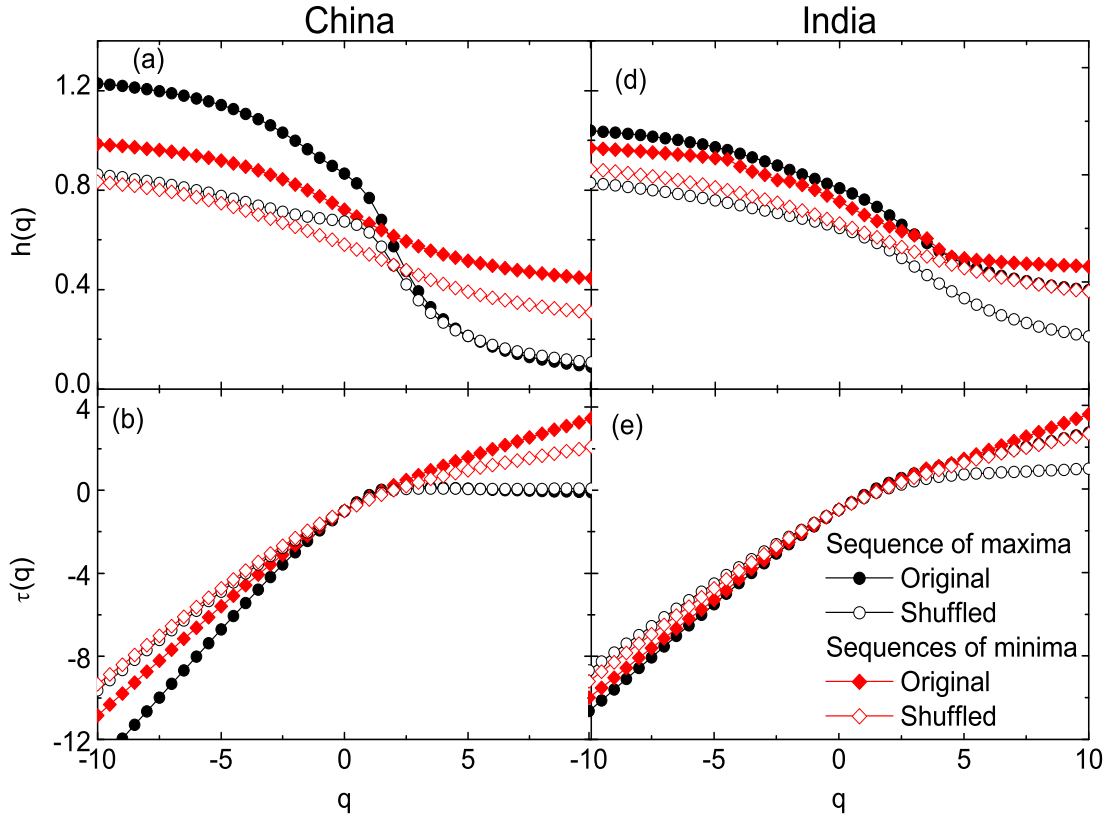 China
India
(a)
(d)
1.2
0.8
0.4
0.0
h(q)
(b)
(e)
4
0
-4
-8
-12
τ(q)
Sequence of maxima
Original
Shuffled
Sequences of minima
Original
Shuffled
-10 -5 0 5 -10 -5 0 5 10
q q